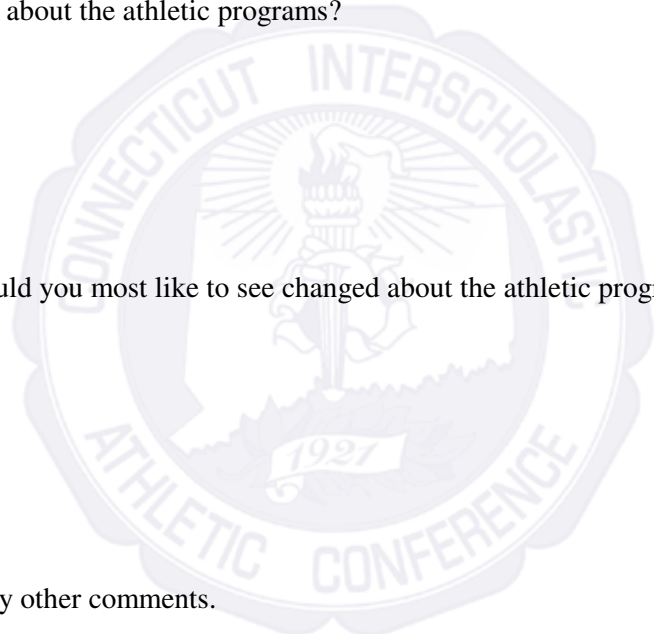 about the athletic programs?
CONNECTICUT INTERSCHOLASTIC
uld you most like to see changed about the athletic prog
1921
ATHLETIC CONFERENCE
y other comments.